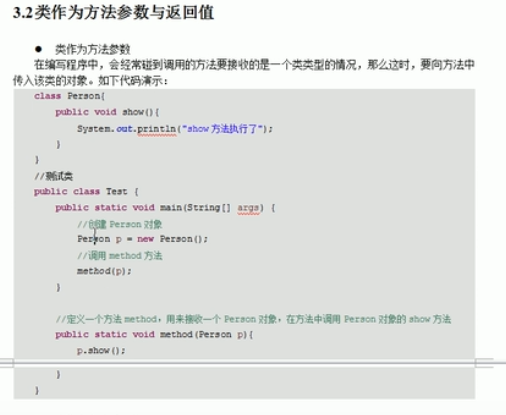 3.2类作为方法参数与返回值
● 类作为方法参数
在编写程序中，会经常碰到调用的方法要接收的是一个类类型的情况，那么这时，要向方法中
传入该类的对象。如下代码演示：
class Person{
public void show(){
System.out.println("show方法执行了");
}
}
//测试类
public class Test {
public static void main(String[] args) {
//创建 Person 对象
Person p = new Person();
//调用 method 方法
method(p);
}
//定义一个方法 method，用来接收一个 Person 对象，在方法中调用 Person 对象的 show 方法
public static void method(Person p){
p.show();
}
}